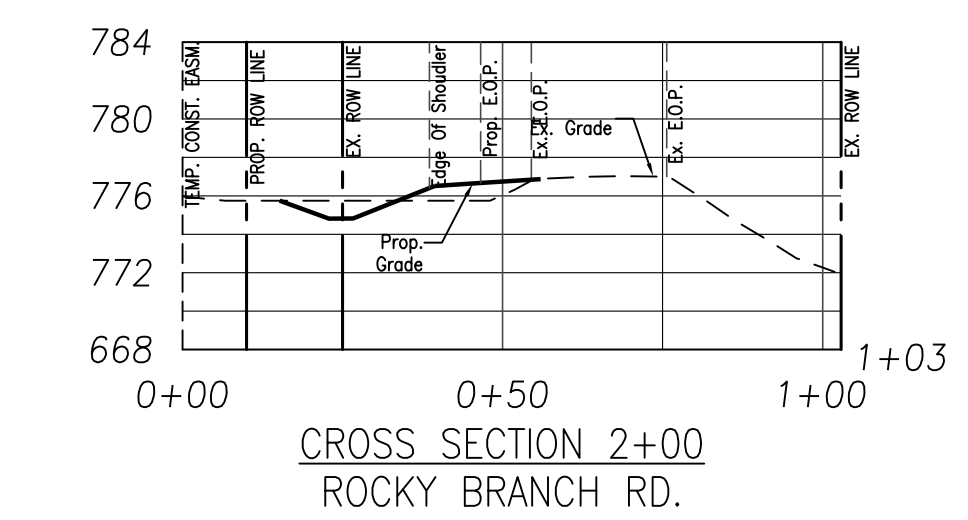 784
780
776
772
668
TEMP. CONST. EASM.
PROP. ROW LINE
EX. ROW LINE
Edge Of Shoudler
Prop. E.O.P.
Ex. E.O.P.
Ex. Grade
Ex. E.O.P.
EX. ROW LINE
Prop.
Grade
1+03
0+00 0+50 1+00
CROSS SECTION 2+00
ROCKY BRANCH RD.